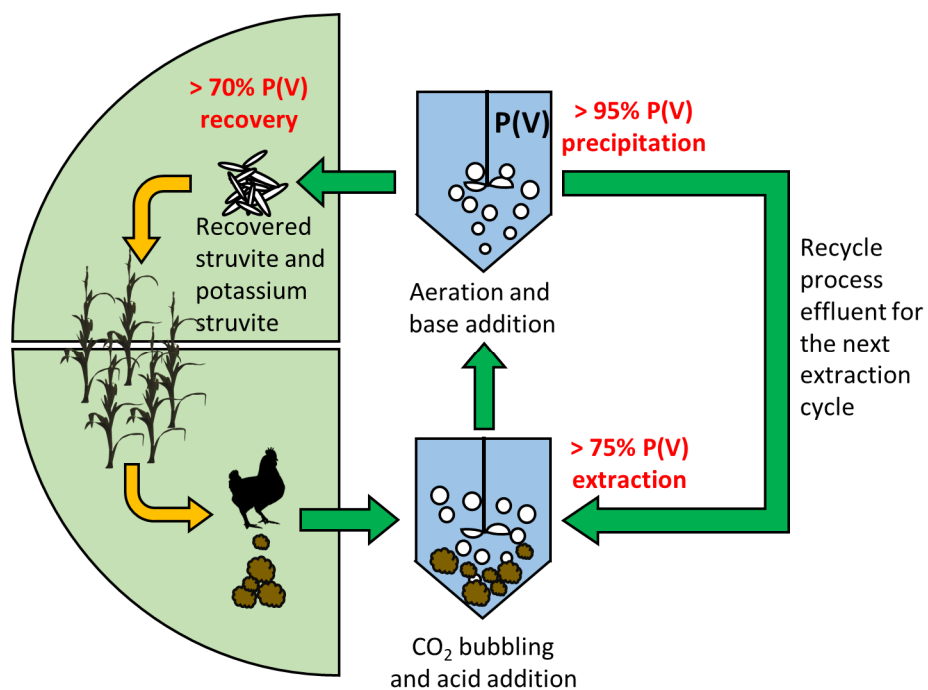 > 70% P(V)
recovery
Recovered
struvite and
potassium
struvite
P(V)
> 95% P(V)
precipitation
Aeration and
base addition
Recycle
process
effluent for
the next
extraction
cycle
> 75% P(V)
extraction
CO₂ bubbling
and acid addition